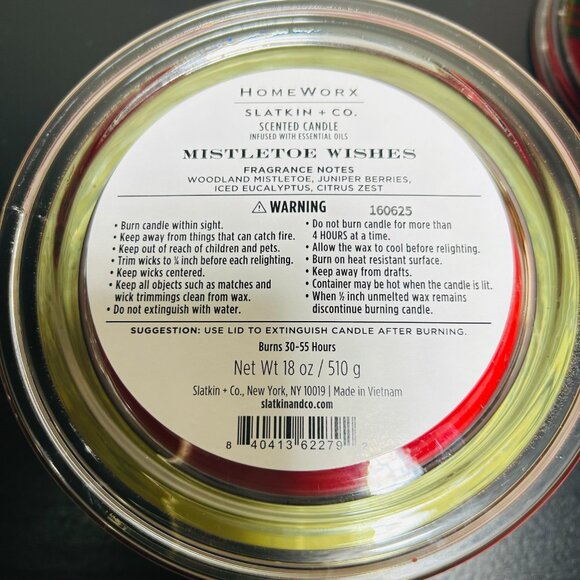 HOMEWORX
SLATKIN + CO.
SCENTED CANDLE
INFUSED WITH ESSENTIAL OILS
MISTLETOE WISHES
FRAGRANCE NOTES
WOODLAND MISTLETOE, JUNIPER BERRIES,
ICED EUCALYPTUS, CITRUS ZEST
⚠ WARNING
160625
• Burn candle within sight.
• Keep away from things that can catch fire.
• Keep out of reach of children and pets.
• Trim wicks to ¼ inch before each relighting.
• Keep wicks centered.
• Keep all objects such as matches and
wick trimmings clean from wax.
• Do not extinguish with water.
• Do not burn candle for more than
4 HOURS at a time.
• Allow the wax to cool before relighting.
• Burn on heat resistant surface.
• Keep away from drafts.
• Container may be hot when the candle is lit.
• When ½ inch unmelted wax remains
discontinue burning candle.
SUGGESTION: USE LID TO EXTINGUISH CANDLE AFTER BURNING.
Burns 30-55 Hours
Net Wt 18 oz / 510 g
Slatkin + Co., New York, NY 10019 | Made in Vietnam
slatkinandco.com
8 40413 62279